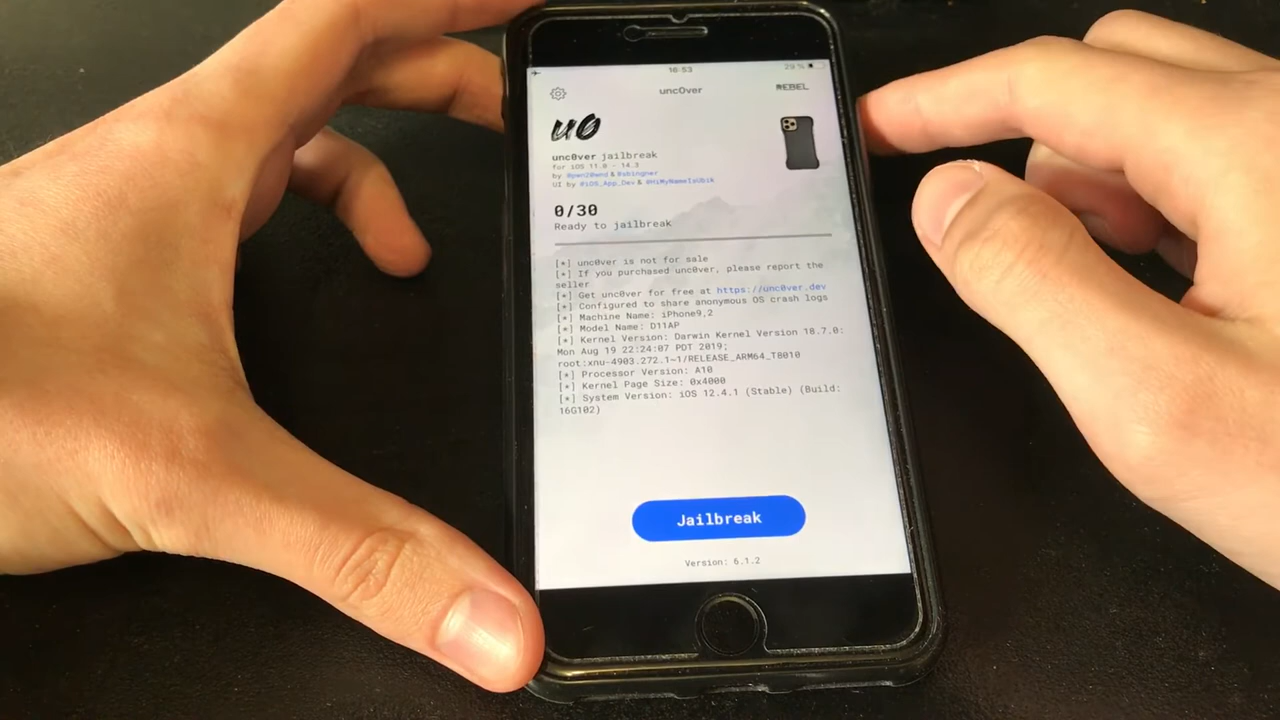 16:53
29 %
unc0ver
REBEL
u0
unc0ver jailbreak
for iOS 11.0 - 14.3
by @pwn20wnd & @sbingner
UI by @iOS_App_Dev & @HiMyNameIsUbik
0/30
Ready to jailbreak
[*] unc0ver is not for sale
[*] If you purchased unc0ver, please report the
seller
[*] Get unc0ver for free at https://unc0ver.dev
[*] Configured to share anonymous OS crash logs
[*] Machine Name: iPhone9,2
[*] Model Name: D11AP
[*] Kernel Version: Darwin Kernel Version 18.7.0:
Mon Aug 19 22:24:07 PDT 2019;
root:xnu-4903.272.1~1/RELEASE_ARM64_T8010
[*] Processor Version: A10
[*] Kernel Page Size: 0x4000
[*] System Version: iOS 12.4.1 (Stable) (Build:
16G102)
Jailbreak
Version: 6.1.2